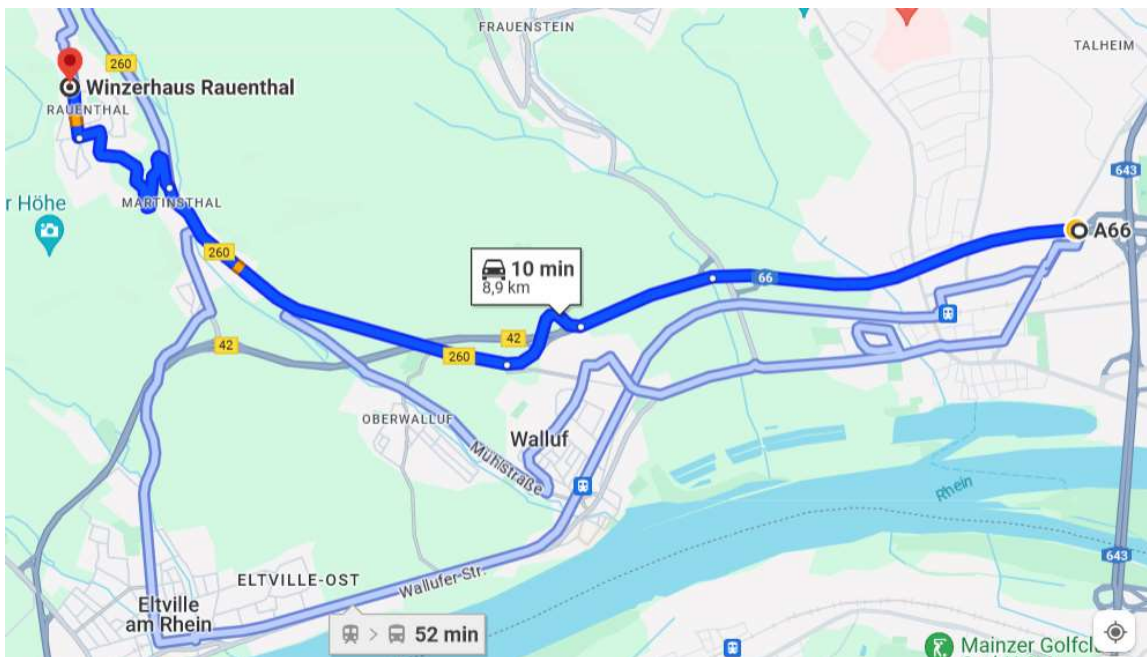 FRAUENSTEIN
TALHEIM
260
Winzerhaus Rauenthal
RAUENTHAL
643
MARTINSTHAL
r Höhe
A66
260
10 min
8,9 km
66
42
42
260
OBERWALLUF
Walluf
Mühlstraße
Rhein
643
ELTVILLE-OST
Wallufer Str.
Eltville
am Rhein
> 52 min
Mainzer Golfcl